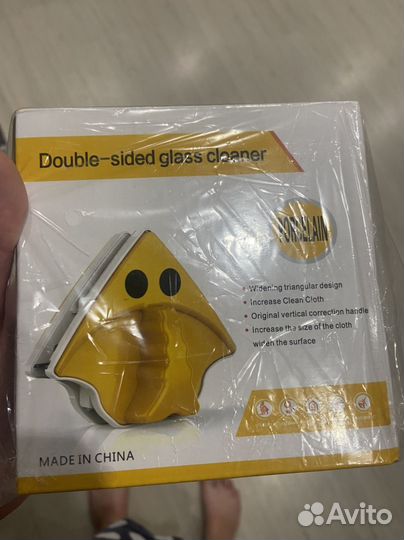 Double-sided glass cleaner
PORCELAIN
Widening triangular design
Increase Clean Cloth
Original vertical correction handle
Increase the size of the cloth
widen the surface
MADE IN CHINA
Avito